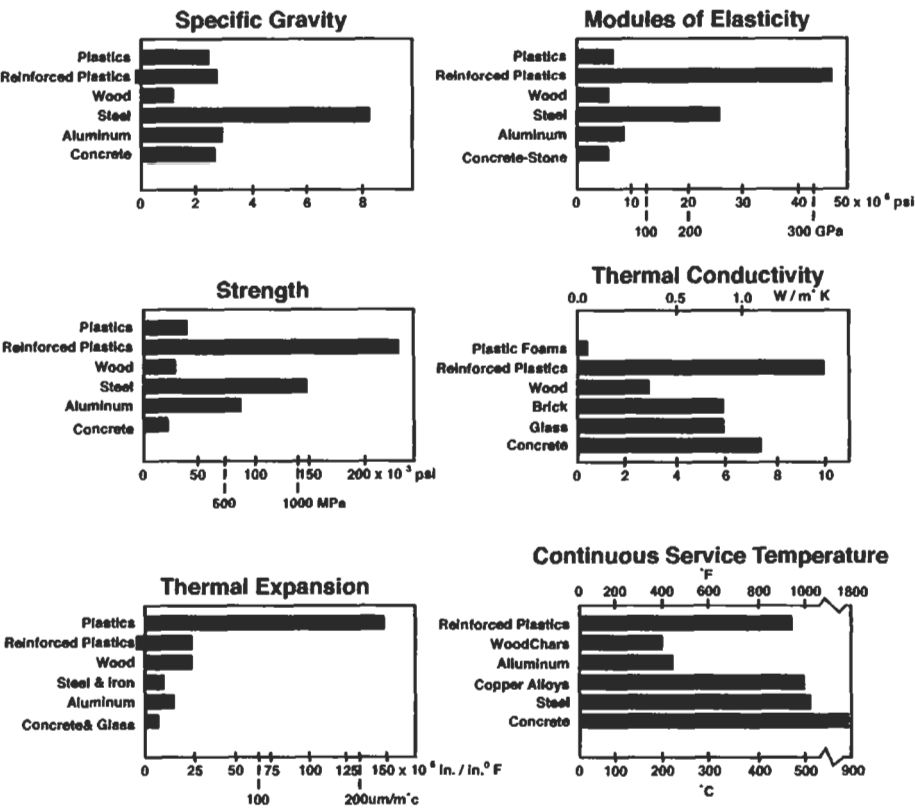 Specific Gravity
Plastics
Reinforced Plastics
Wood
Steel
Aluminum
Concrete
0 2 4 6 8
Modules of Elasticity
Plastics
Reinforced Plastics
Wood
Steel
Aluminum
Concrete-Stone
0 10 20 30 40 50 x 10⁶ psi
100 200 300 GPa
Strength
Plastics
Reinforced Plastics
Wood
Steel
Aluminum
Concrete
0 50 100 150 200 x 10³ psi
500 1000 MPa
Thermal Conductivity
0.0 0.5 1.0 W/m° K
Plastic Foams
Reinforced Plastics
Wood
Brick
Glass
Concrete
0 2 4 6 8 10
Thermal Expansion
Plastics
Reinforced Plastics
Wood
Steel & Iron
Aluminum
Concrete& Glass
0 25 50 75 100 125 150 x 10⁶ in./in.° F
100 200um/m°c
Continuous Service Temperature
°F
0 200 400 600 800 1000 1800
Reinforced Plastics
WoodChars
Alluminum
Copper Alloys
Steel
Concrete
0 100 200 300 400 500 900
°C